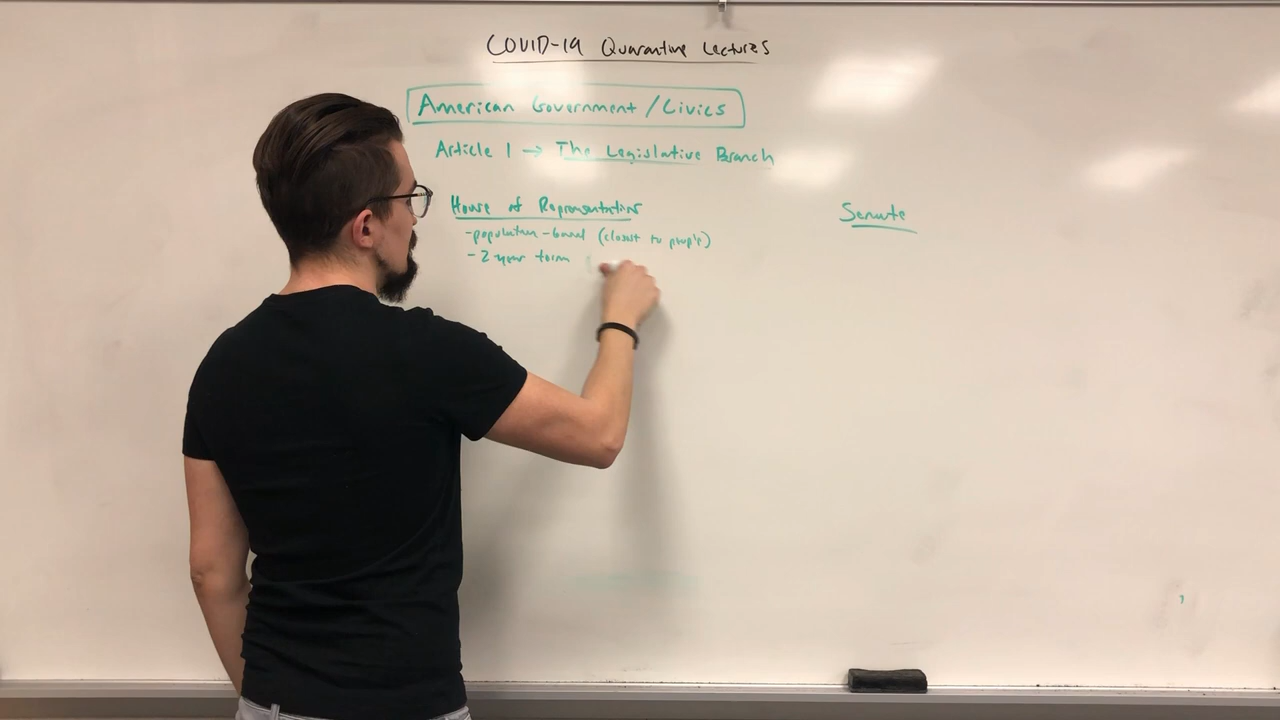 COVID-19 Quarantine Lectures
American Government / Civics
Article 1 → The Legislative Branch
House of Representatives
Senate
- population-based (closest to people)
- 2 year term